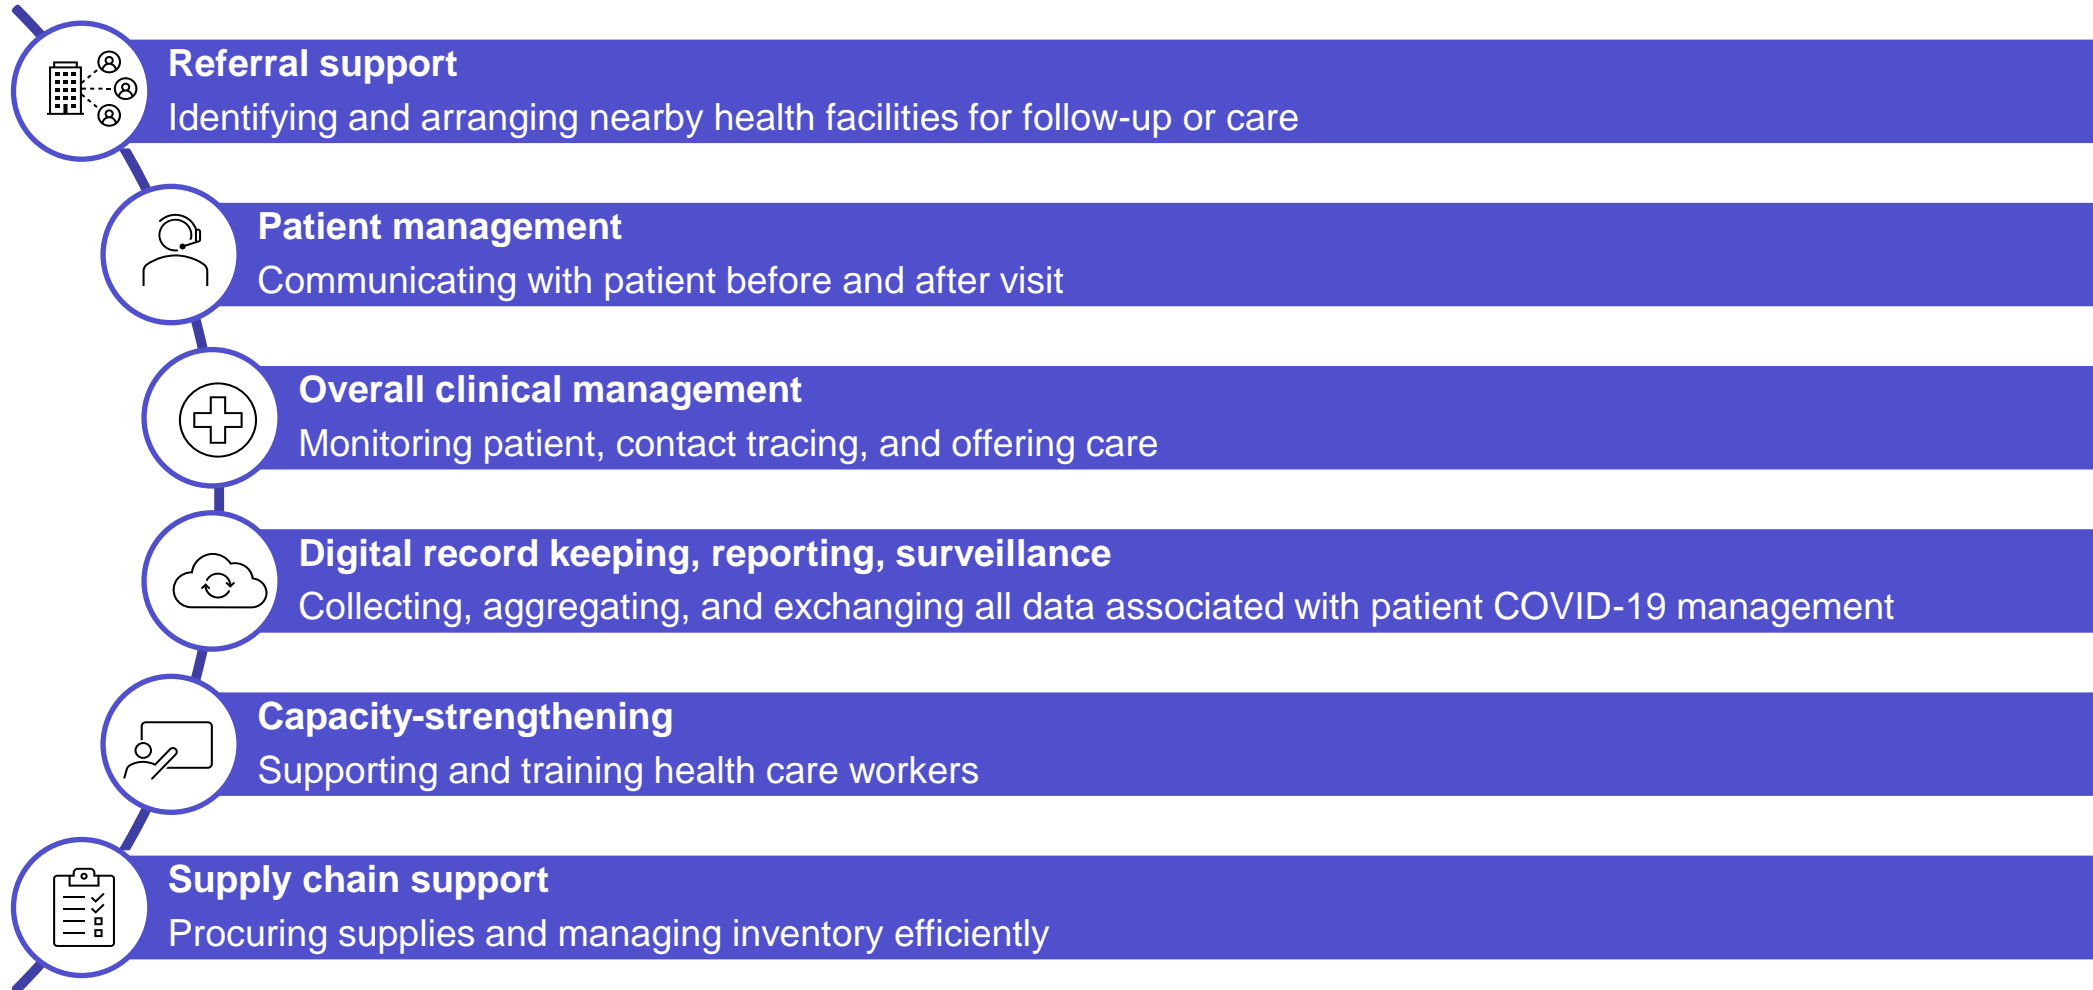 Referral support
Identifying and arranging nearby health facilities for follow-up or care
Patient management
Communicating with patient before and after visit
Overall clinical management
Monitoring patient, contact tracing, and offering care
Digital record keeping, reporting, surveillance
Collecting, aggregating, and exchanging all data associated with patient COVID-19 management
Capacity-strengthening
Supporting and training health care workers
Supply chain support
Procuring supplies and managing inventory efficiently